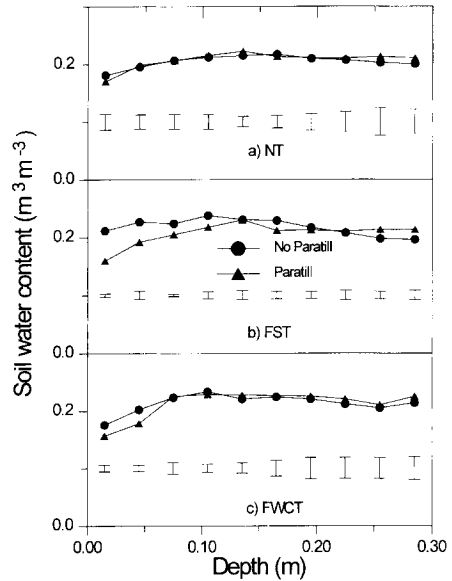 Soil water content (m³ m⁻³)
0.2
a) NT
0.0
0.2
No Paratill
Paratill
b) FST
0.0
0.2
c) FWCT
0.0
0.00 0.10 0.20 0.30
Depth (m)